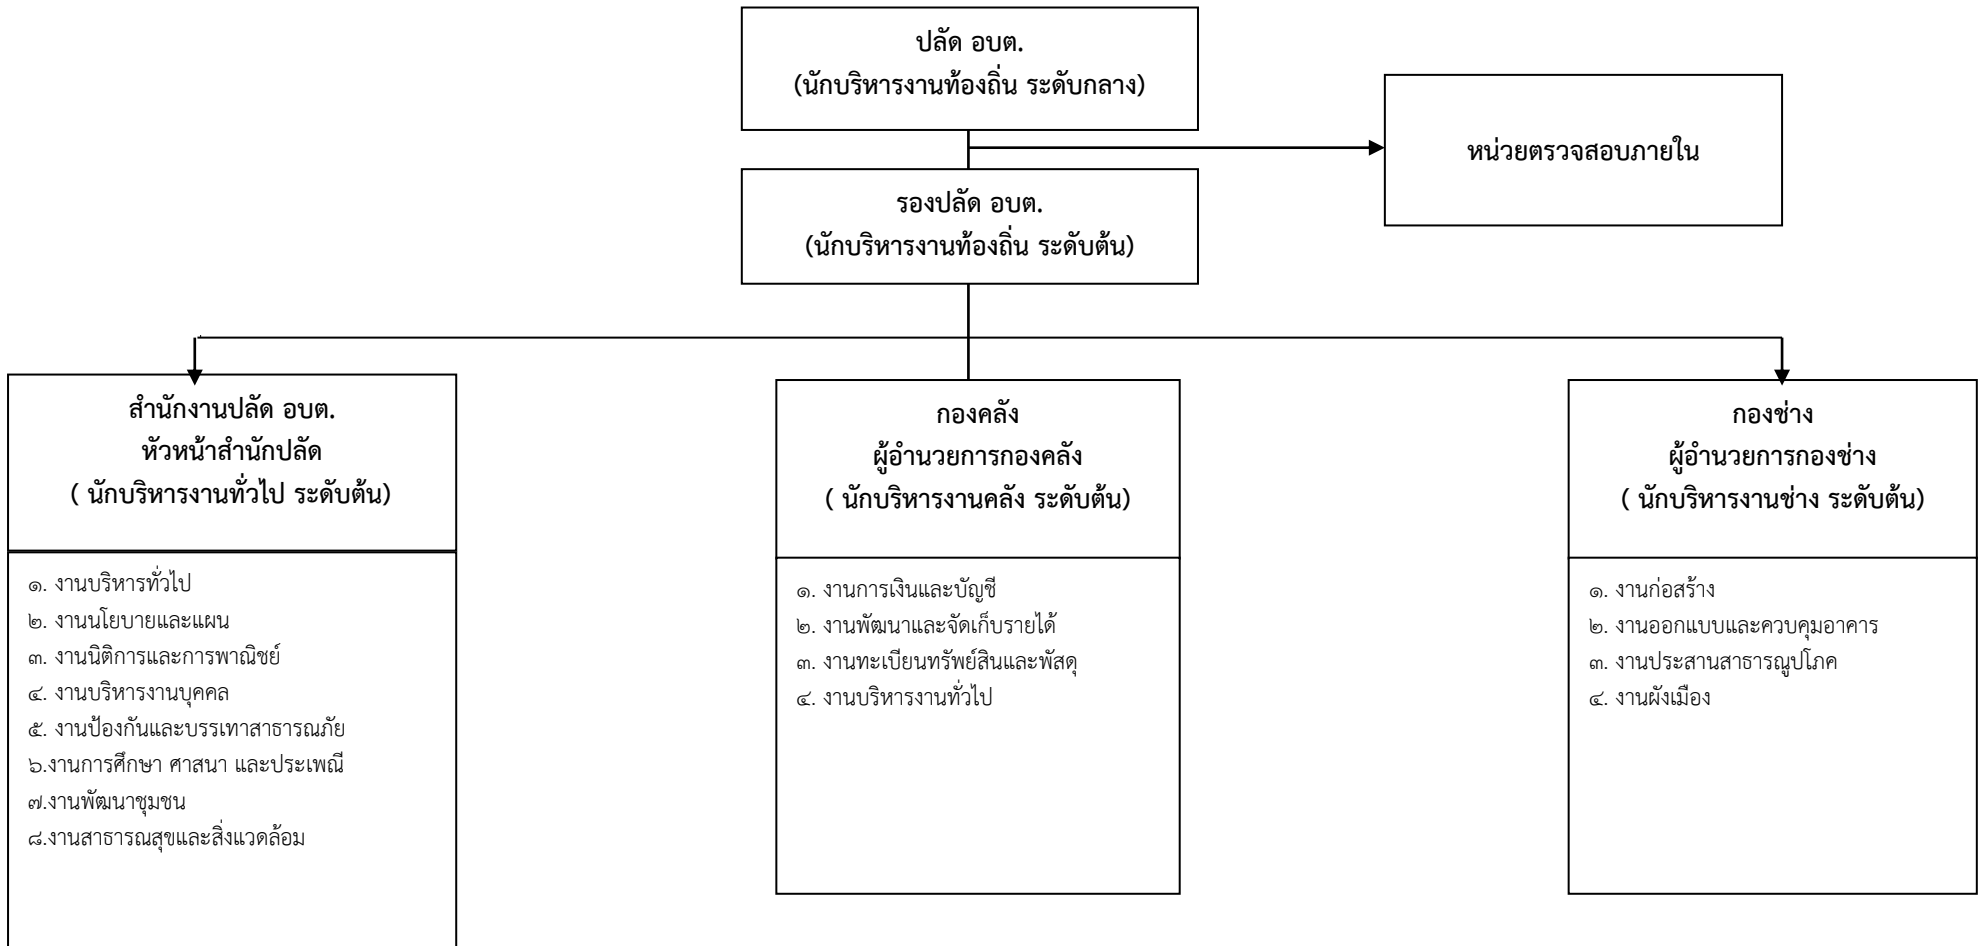 ปลัด อบต.
(นักบริหารงานท้องถิ่น ระดับกลาง)
หน่วยตรวจสอบภายใน
รองปลัด อบต.
(นักบริหารงานท้องถิ่น ระดับต้น)
สำนักงานปลัด อบต.
หัวหน้าสำนักปลัด
( นักบริหารงานทั่วไป ระดับต้น)
๑. งานบริหารทั่วไป
๒. งานนโยบายและแผน
๓. งานนิติการและการพาณิชย์
๔. งานบริหารงานบุคคล
๕. งานป้องกันและบรรเทาสาธารณภัย
๖.งานการศึกษา ศาสนา และประเพณี
๗.งานพัฒนาชุมชน
๘.งานสาธารณสุขและสิ่งแวดล้อม
กองคลัง
ผู้อำนวยการกองคลัง
( นักบริหารงานคลัง ระดับต้น)
๑. งานการเงินและบัญชี
๒. งานพัฒนาและจัดเก็บรายได้
๓. งานทะเบียนทรัพย์สินและพัสดุ
๔. งานบริหารงานทั่วไป
กองช่าง
ผู้อำนวยการกองช่าง
( นักบริหารงานช่าง ระดับต้น)
๑. งานก่อสร้าง
๒. งานออกแบบและควบคุมอาคาร
๓. งานประสานสาธารณูปโภค
๔. งานผังเมือง